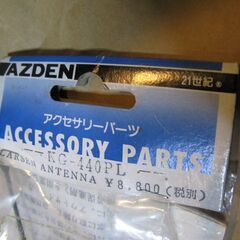 AZDEN
21世紀®
アクセサリーパーツ
ACCESSORY PARTS
KG-440PL
LARSEN ANTENNA ¥8,800(税別)